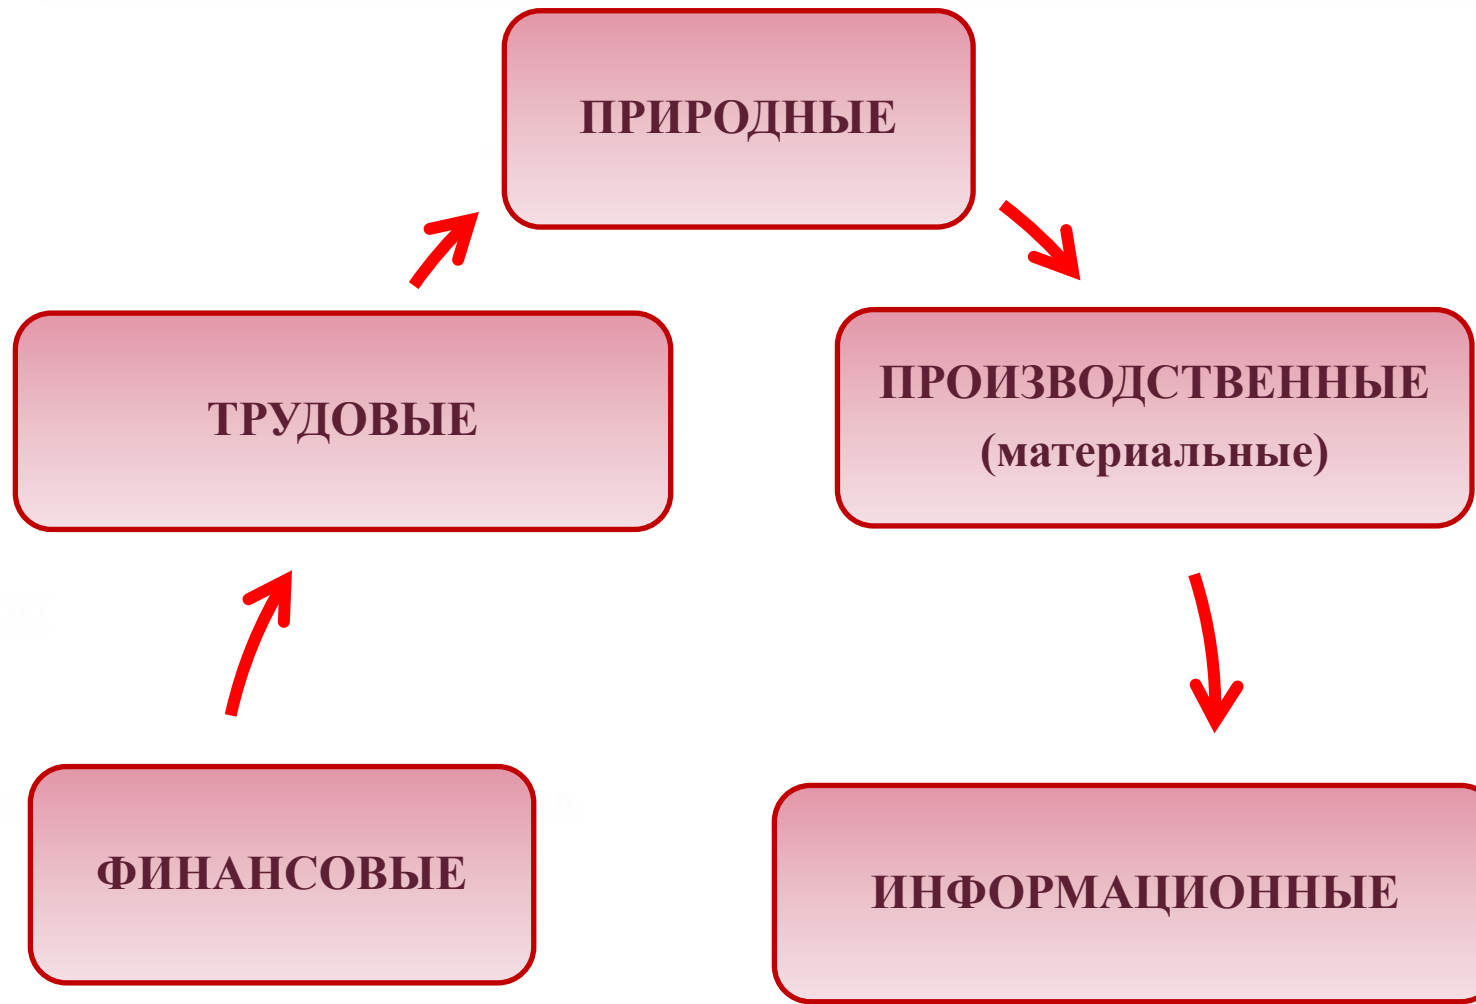 ПРИРОДНЫЕ
ТРУДОВЫЕ
ПРОИЗВОДСТВЕННЫЕ
(материальные)
ФИНАНСОВЫЕ
ИНФОРМАЦИОННЫЕ